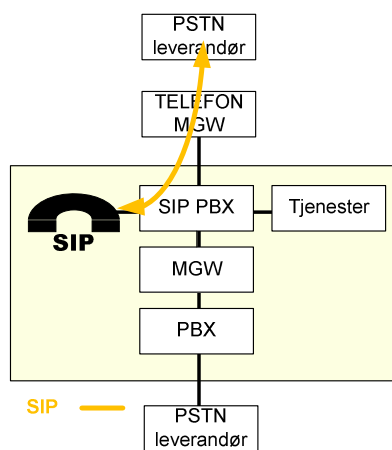 PSTN
leverandør
TELEFON
MGW
SIP PBX
Tjenester
SIP
MGW
PBX
SIP
PSTN
leverandør